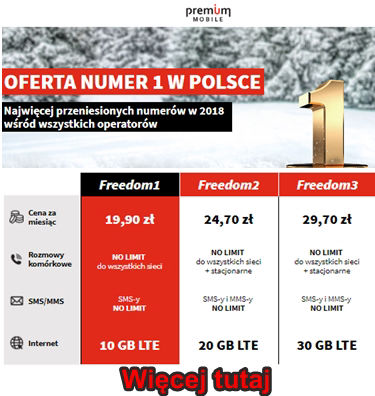 premium
MOBILE
OFERTA NUMER 1 W POLSCE
Najwięcej przeniesionych numerów w 2018
wśród wszystkich operatorów
1
Freedom1 Freedom2 Freedom3
Cena za
miesiąc
19,90 zł 24,70 zł 29,70 zł
Rozmowy
komórkowe
NO LIMIT
do wszystkich sieci
NO LIMIT
do wszystkich sieci
+ stacjonarne
NO LIMIT
do wszystkich sieci
+ stacjonarne
SMS/MMS
SMS-y
NO LIMIT
SMS-y i MMS-y
NO LIMIT
SMS-y i MMS-y
NO LIMIT
Internet
10 GB LTE 20 GB LTE 30 GB LTE
Więcej tutaj